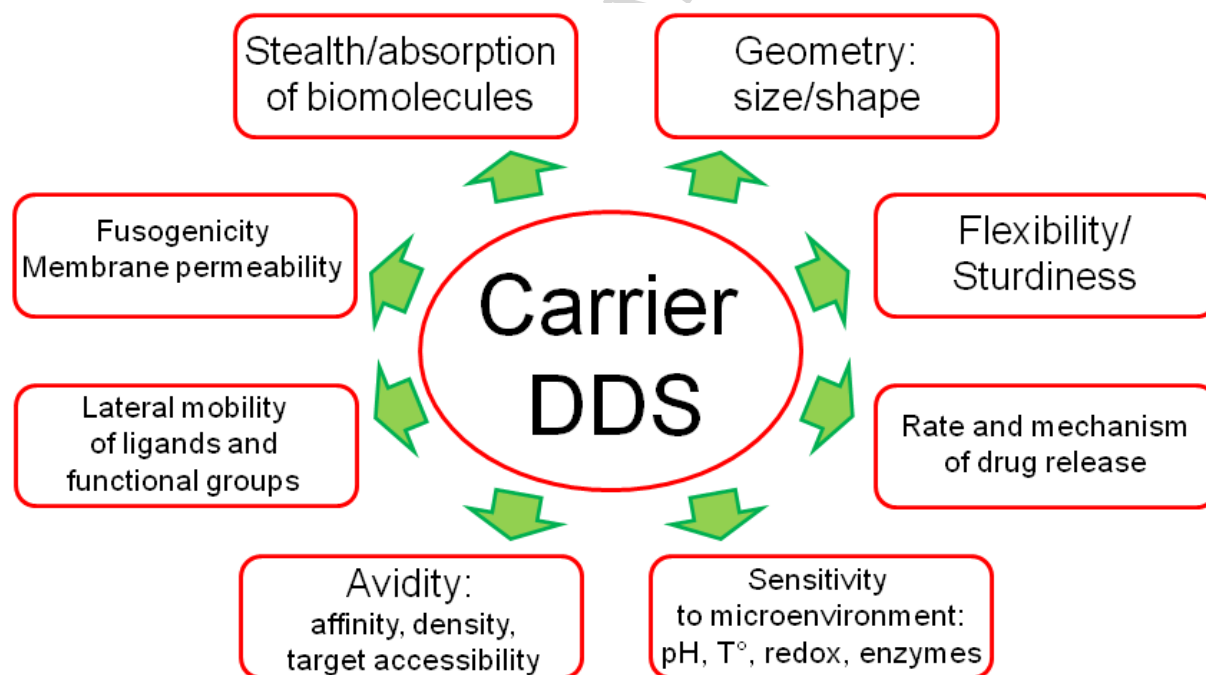 Stealth/absorption
of biomolecules
Geometry:
size/shape
Fusogenicity
Membrane permeability
Flexibility/
Sturdiness
Carrier
DDS
Lateral mobility
of ligands and
functional groups
Rate and mechanism
of drug release
Avidity:
affinity, density,
target accessibility
Sensitivity
to microenvironment:
pH, T°, redox, enzymes